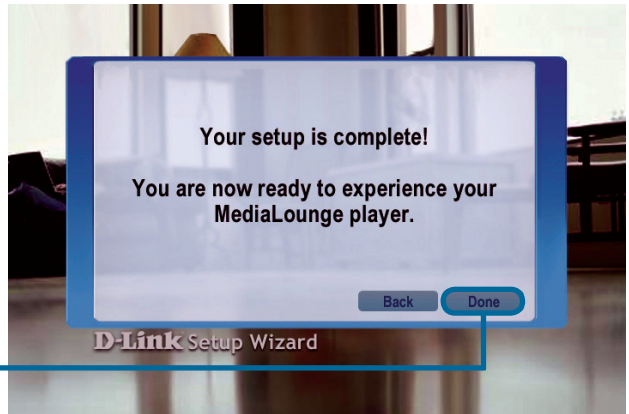 Your setup is complete!
You are now ready to experience your
MediaLounge player.
Back Done
D-Link Setup Wizard